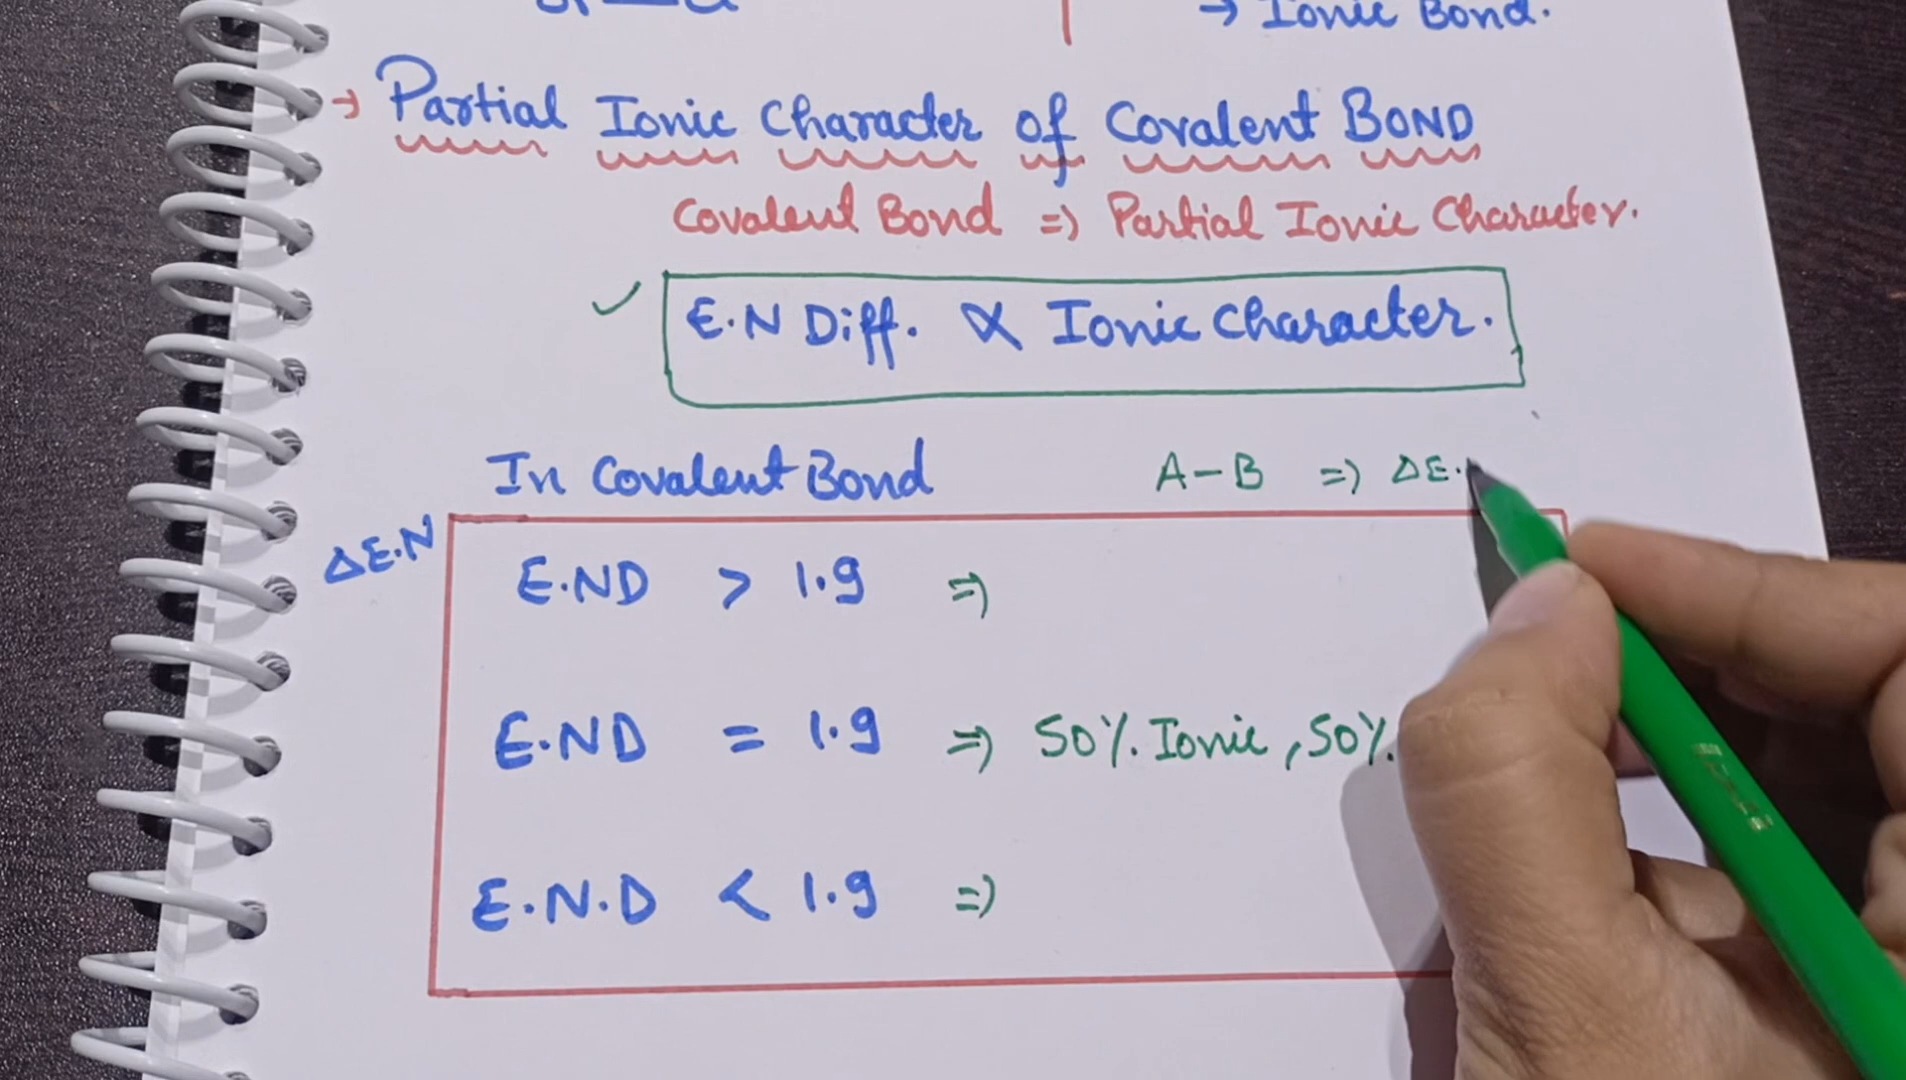 → Ionic Bond.
→ Partial Ionic Character of Covalent BOND
Covalent Bond => Partial Ionic Character.
✓ E.N Diff. ∝ Ionic Character.
In Covalent Bond A-B => ΔE.
ΔE.N
E.ND > 1.9 =>
E.ND = 1.9 => 50%. Ionic, 50%.
E.N.D < 1.9 =>